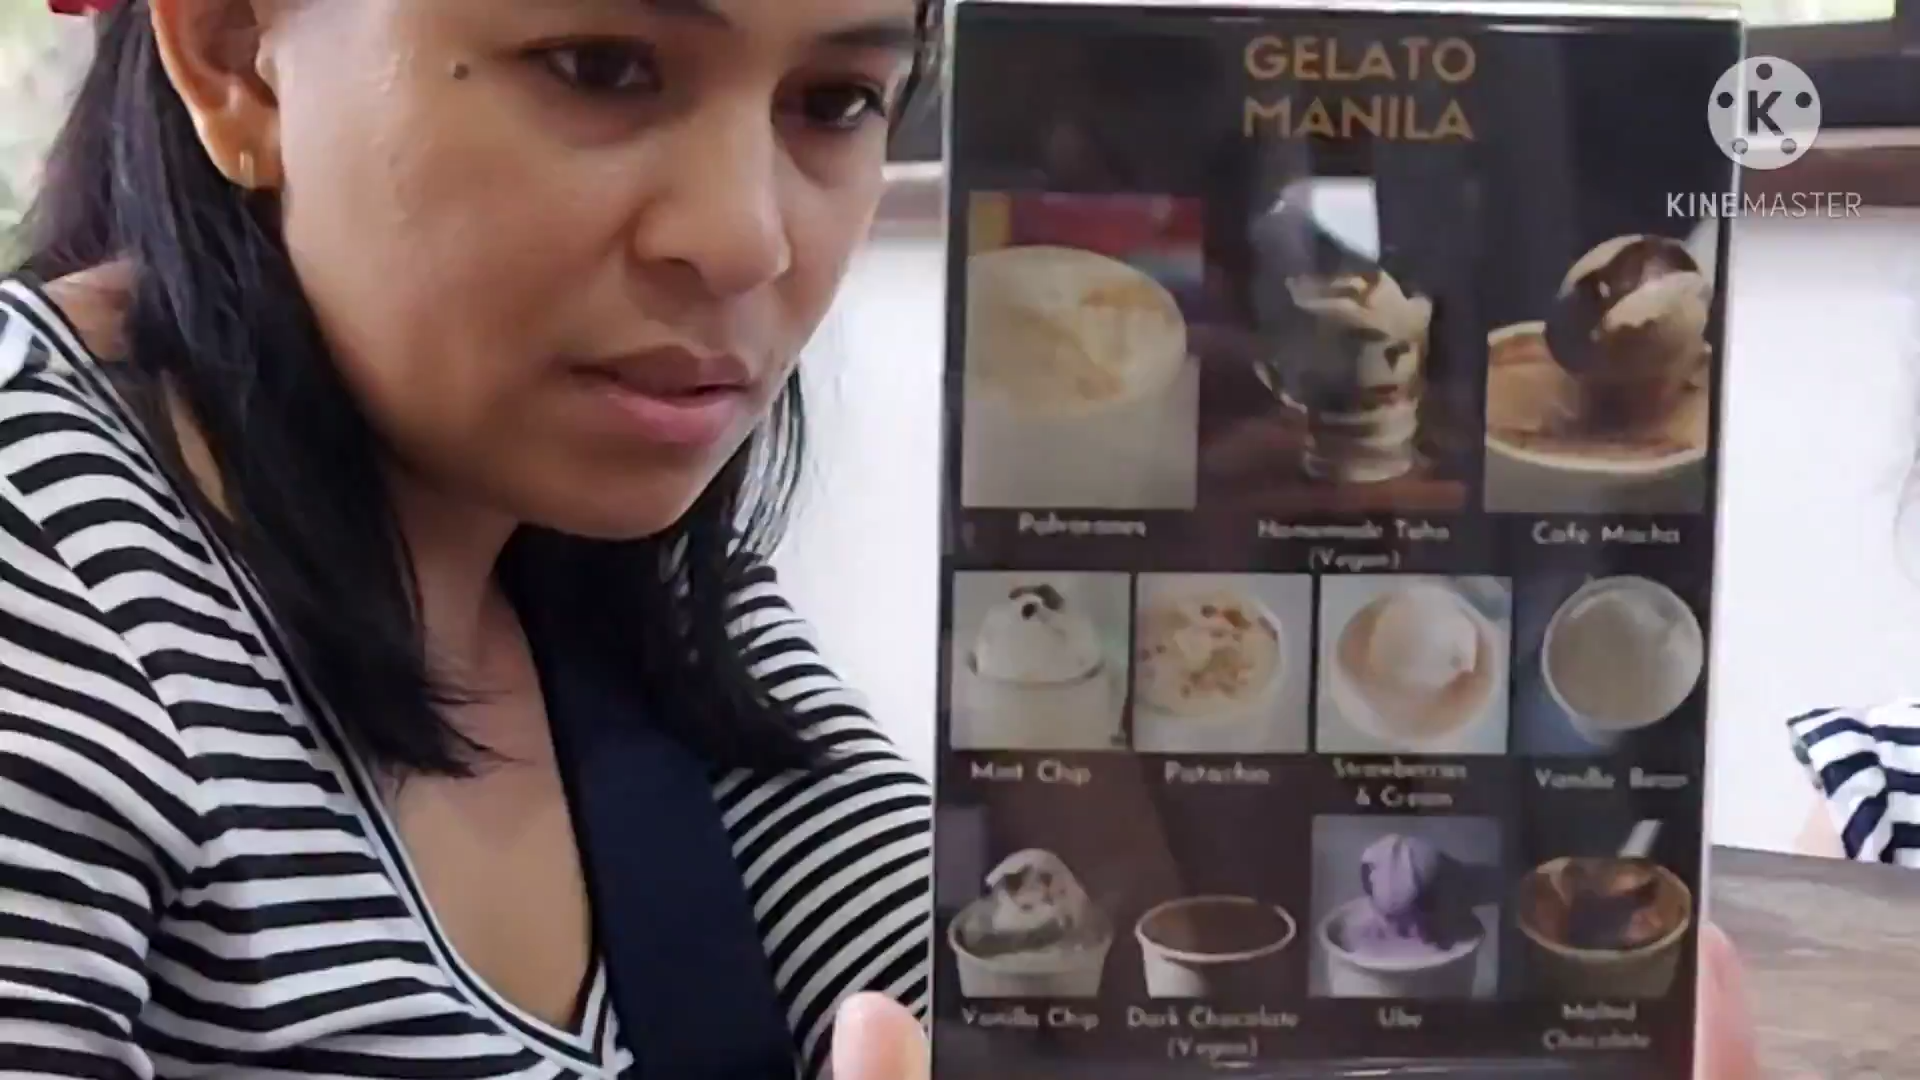 GELATO
MANILA
K
KINEMASTER
Polvorones
Homemade Taho
(Vegan)
Cafe Mocha
Mint Chip
Pistachio
Strawberries
& Cream
Vanilla Bean
Vanilla Chip
Dark Chocolate
(Vegan)
Ube
Malted
Chocolate